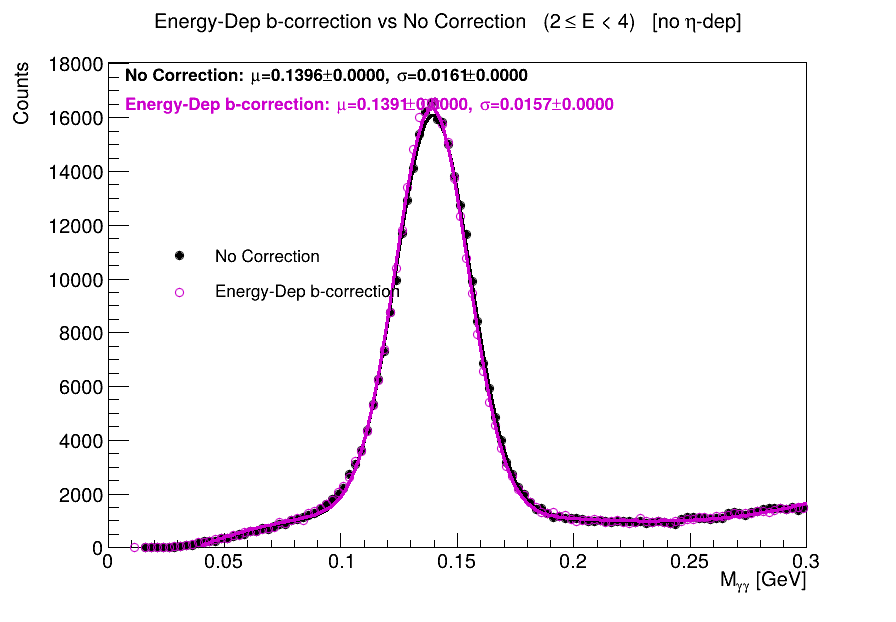 Energy-Dep b-correction vs No Correction (2 ≤ E < 4) [no η-dep]
Counts
No Correction: μ=0.1396±0.0000, σ=0.0161±0.0000
Energy-Dep b-correction: μ=0.1391±0.0000, σ=0.0157±0.0000
18000
16000
14000
12000
10000
8000
6000
4000
2000
0
No Correction
Energy-Dep b-correction
0 0.05 0.1 0.15 0.2 0.25 0.3
Mγγ [GeV]